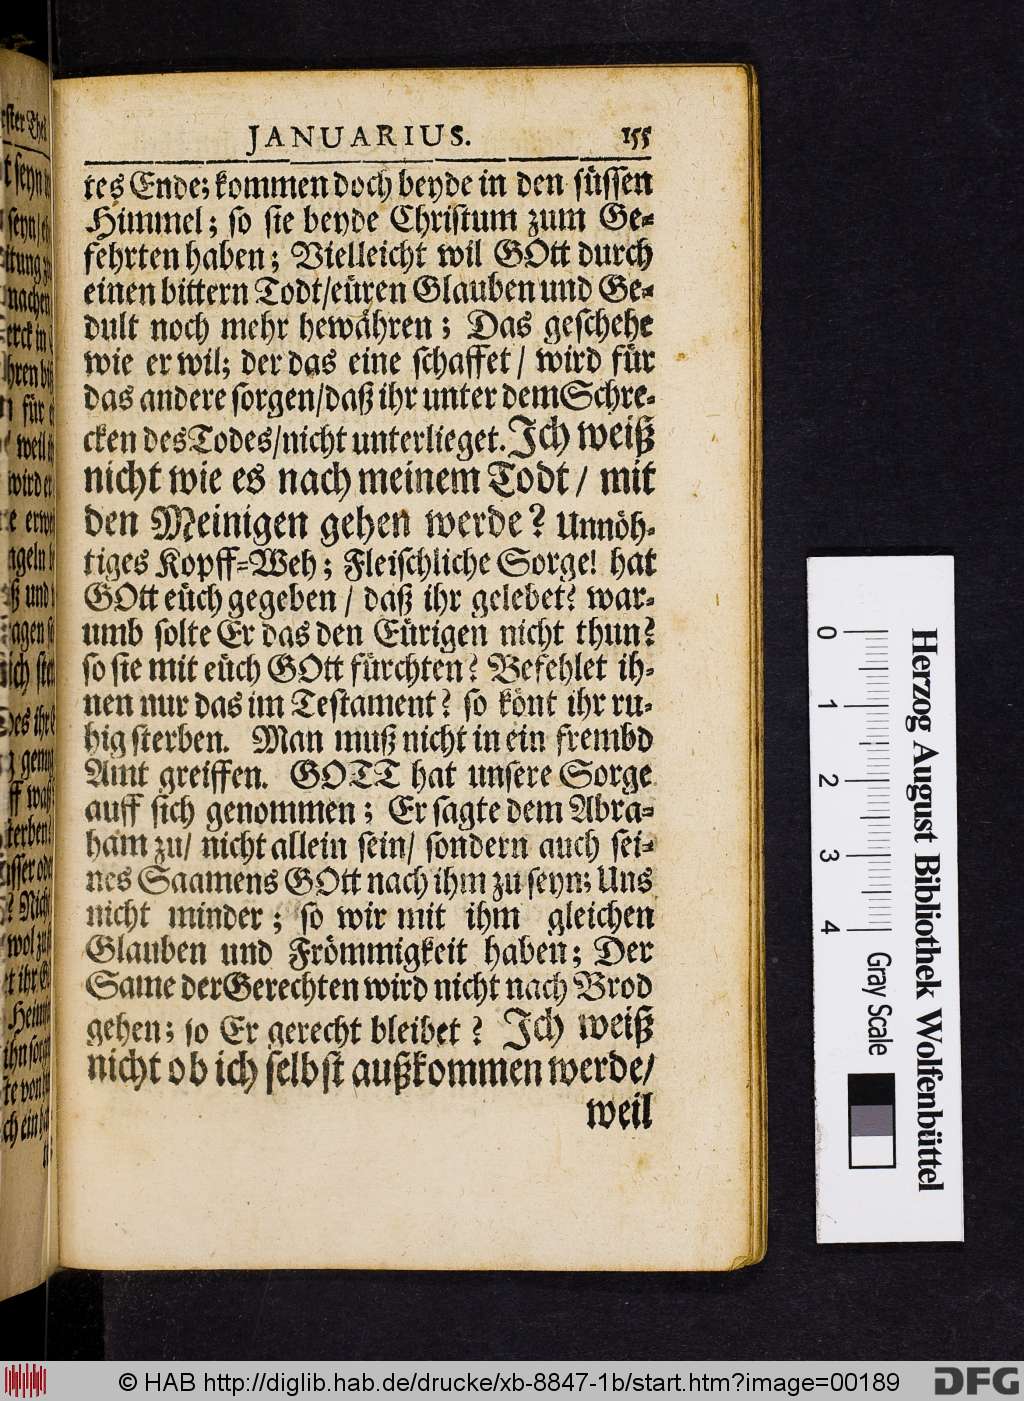 JANUARIUS. 155
tes Ende; kommen doch beyde in den süssen
Himmel; so sie beyde Christum zum Ge-
fehrten haben; Vielleicht wil GOtt durch
einen bittern Todt/ eüren Glauben und Ge-
dult noch mehr bewähren; Das geschehe
wie er wil; der das eine schaffet/ wird für
das andere sorgen/ daß ihr unter dem Schre-
cken des Todes/ nicht unterlieget. Ich weiß
nicht wie es nach meinem Todt/ mit
den Meinigen gehen werde? Unnöh-
tiges Kopff-Weh; Fleischliche Sorge! hat
GOtt eüch gegeben/ daß ihr gelebet? war-
umb solte Er das den Eürigen nicht thun?
so sie mit eüch GOtt fürchten? Befehlet ih-
nen nur das im Testament? so könt ihr ru-
hig sterben. Man muß nicht in ein frembd
Amt greiffen. GOTT hat unsere Sorge
auff sich genommen; Er sagte dem Abra-
ham zu/ nicht allein sein/ sondern auch sei-
nes Saamens GOtt nach ihm zu seyn; Uns
nicht minder; so wir mit ihm gleichen
Glauben und Frömmigkeit haben; Der
Same der Gerechten wird nicht nach Brod
gehen; so Er gerecht bleibet? Ich weiß
nicht ob ich selbst außkommen werde/
weil
Herzog August Bibliothek Wolfenbüttel
0 1 2 3 4
Gray Scale
© HAB http://diglib.hab.de/drucke/xb-8847-1b/start.htm?image=00189
DFG